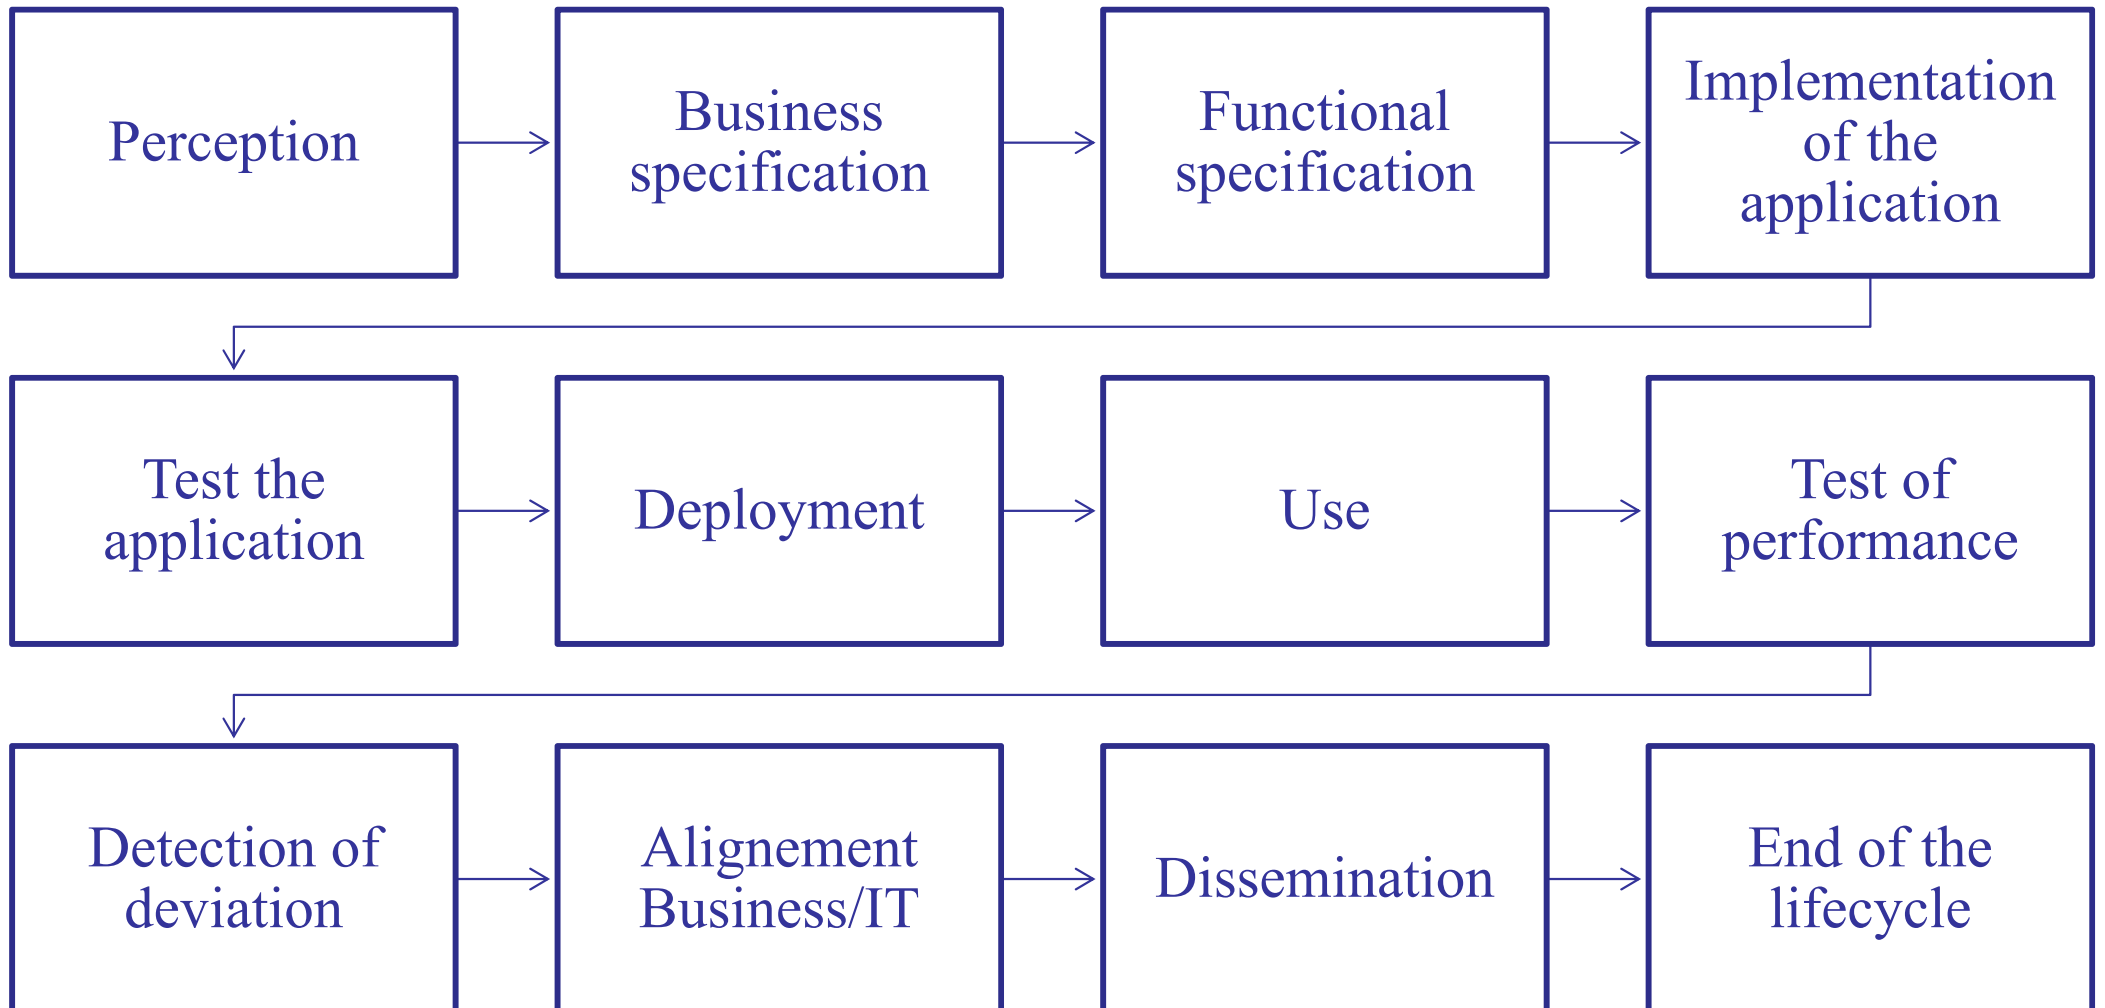 Perception
Business
specification
Functional
specification
Implementation
of the
application
Test the
application
Deployment
Use
Test of
performance
Detection of
deviation
Alignement
Business/IT
Dissemination
End of the
lifecycle